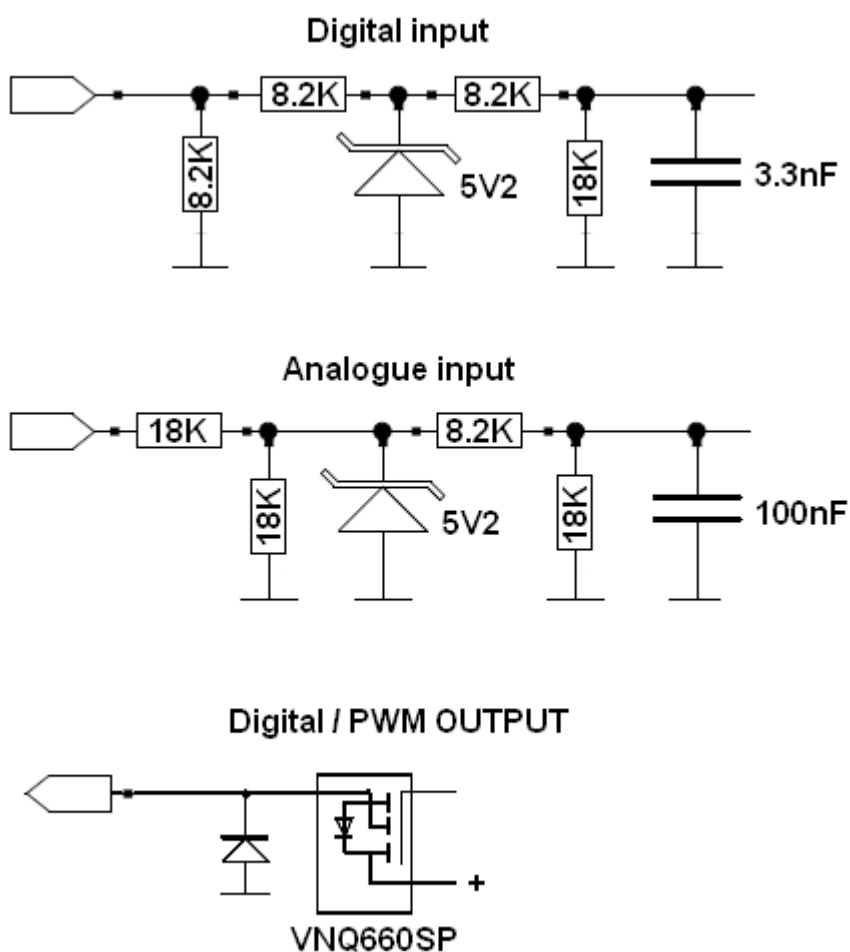 Digital input
8.2K 8.2K
8.2K 5V2 18K 3.3nF
Analogue input
18K 8.2K
18K 5V2 18K 100nF
Digital / PWM OUTPUT
+
VNQ660SP